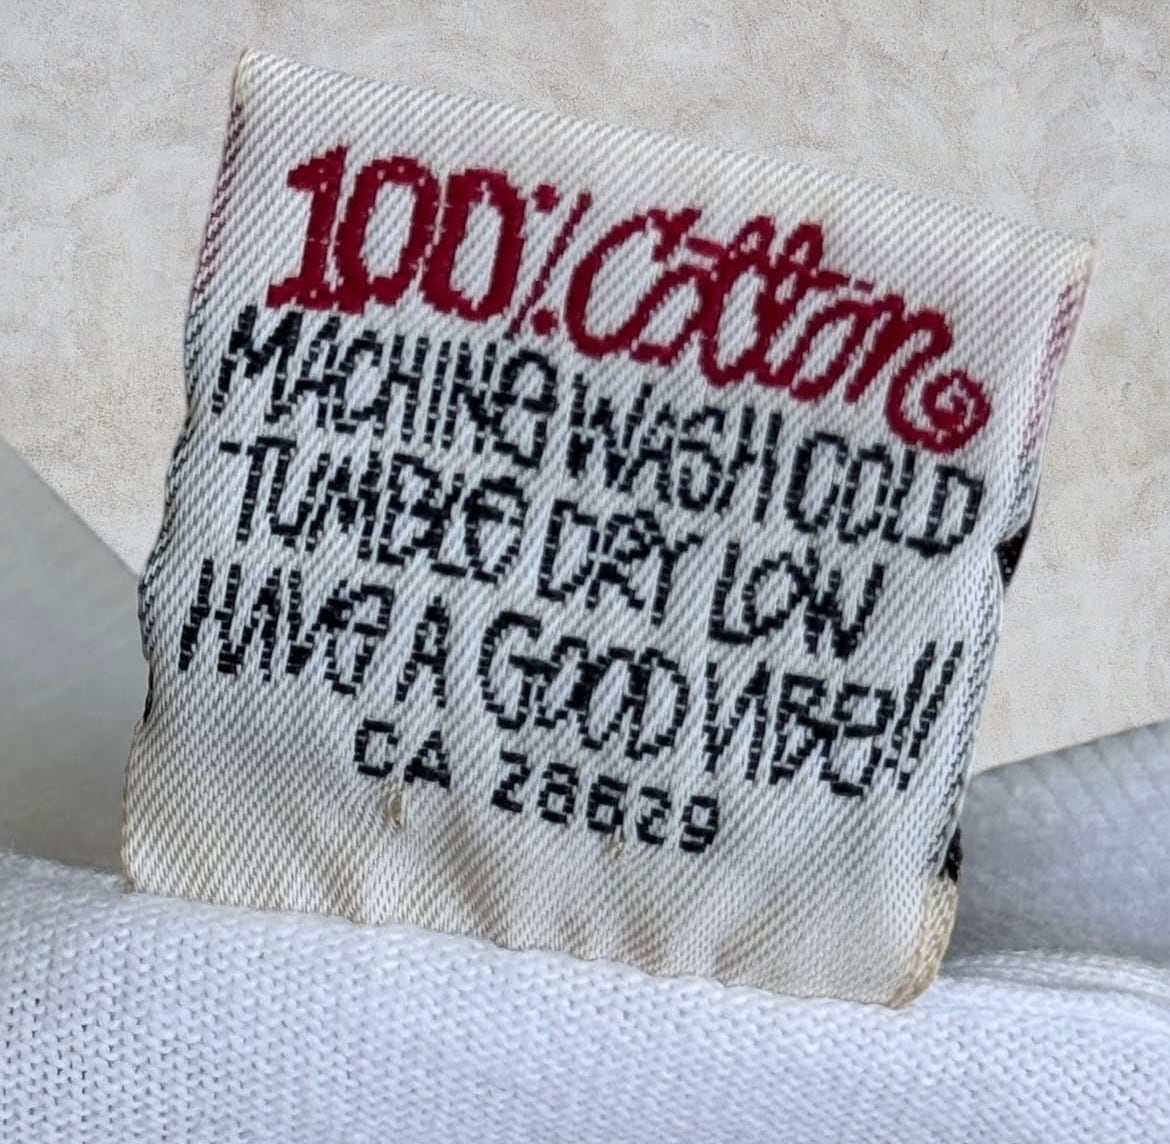 100% Cotton
MACHINE WASH COLD
TUMBLE DRY LOW
HAVE A GOOD VIBE!!
CA 28629